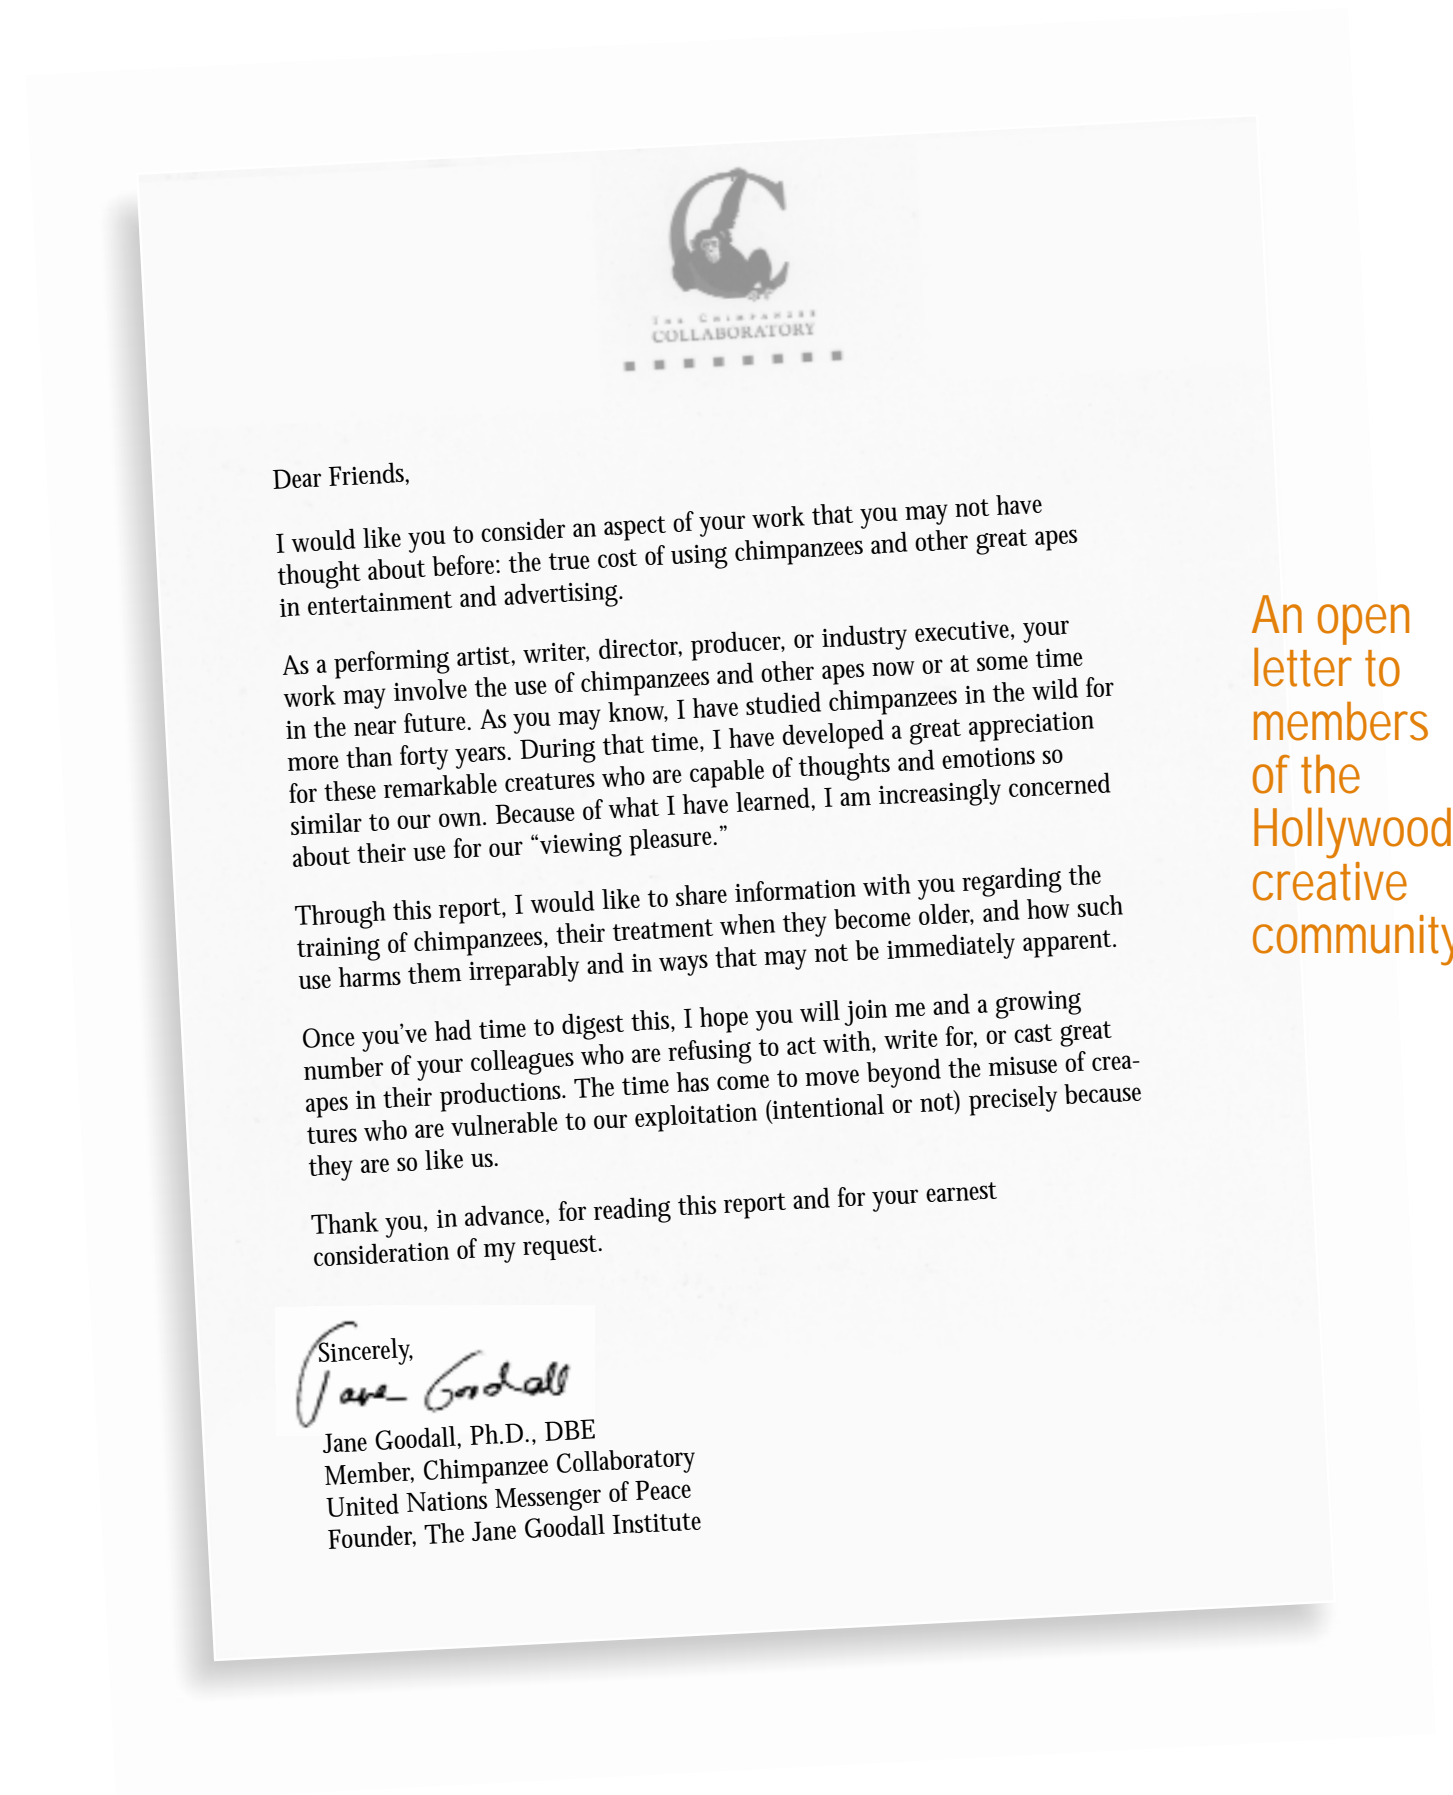 THE CHIMPANZEE
COLLABORATORY
Dear Friends,
I would like you to consider an aspect of your work that you may not have
thought about before: the true cost of using chimpanzees and other great apes
in entertainment and advertising.
As a performing artist, writer, director, producer, or industry executive, your
work may involve the use of chimpanzees and other apes now or at some time
in the near future. As you may know, I have studied chimpanzees in the wild for
more than forty years. During that time, I have developed a great appreciation
for these remarkable creatures who are capable of thoughts and emotions so
similar to our own. Because of what I have learned, I am increasingly concerned
about their use for our “viewing pleasure.”
Through this report, I would like to share information with you regarding the
training of chimpanzees, their treatment when they become older, and how such
use harms them irreparably and in ways that may not be immediately apparent.
Once you’ve had time to digest this, I hope you will join me and a growing
number of your colleagues who are refusing to act with, write for, or cast great
apes in their productions. The time has come to move beyond the misuse of crea-
tures who are vulnerable to our exploitation (intentional or not) precisely because
they are so like us.
Thank you, in advance, for reading this report and for your earnest
consideration of my request.
Sincerely,
Jane Goodall
Jane Goodall, Ph.D., DBE
Member, Chimpanzee Collaboratory
United Nations Messenger of Peace
Founder, The Jane Goodall Institute
An open
letter to
members
of the
Hollywood
creative
community